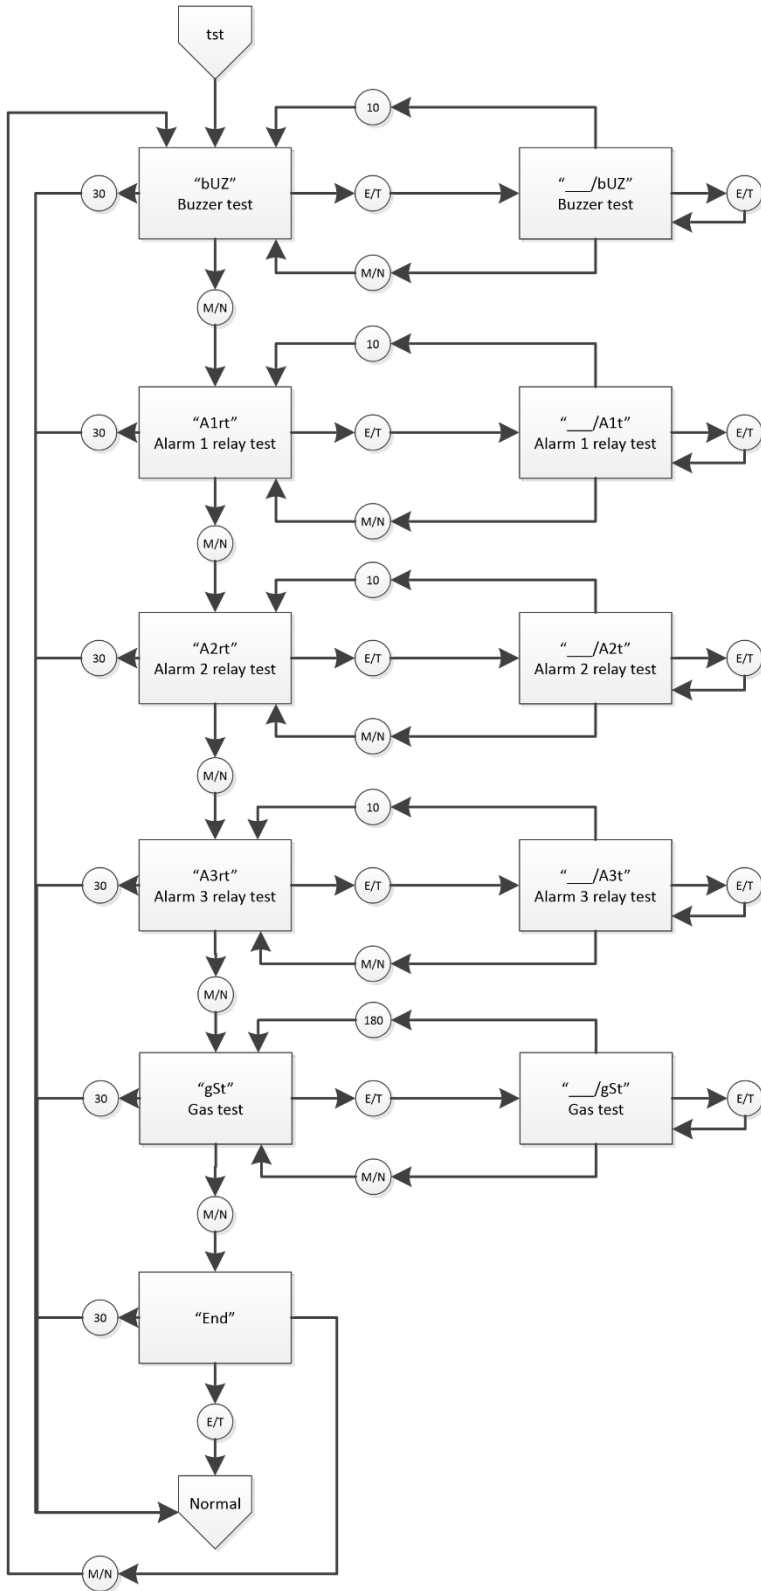 tst
10
“bUZ”
Buzzer test
30
E/T
“___/bUZ”
Buzzer test
E/T
M/N
M/N
10
“A1rt”
Alarm 1 relay test
30
E/T
“___/A1t”
Alarm 1 relay test
E/T
M/N
M/N
10
“A2rt”
Alarm 2 relay test
30
E/T
“___/A2t”
Alarm 2 relay test
E/T
M/N
M/N
10
“A3rt”
Alarm 3 relay test
30
E/T
“___/A3t”
Alarm 3 relay test
E/T
M/N
M/N
180
“gSt”
Gas test
30
E/T
“___/gSt”
Gas test
E/T
M/N
M/N
30
“End”
E/T
Normal
M/N